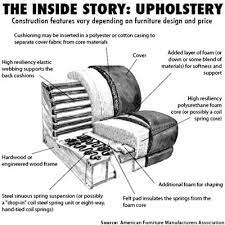 THE INSIDE STORY: UPHOLSTERY
Construction features vary depending on furniture design and price
Cushioning may be inserted in a polyester or cotton casing to
separate cover fabric from core materials
High resiliency elastic
webbing supports the
back cushions
Cover
Added layer of foam (or
down or some blend of
materials) for softness and
support
High resiliency
polyurethane foam
core (or possibly a coil
spring core)
Hardwood or
engineered wood frame
Additional foam for shaping
Steel sinuous spring suspension (or possibly
a "drop-in" coil steel spring unit or eight-way,
hand-tied coil springs)
Felt pad insulates the springs
from the foam core
Source: American Furniture Manufacturers Association